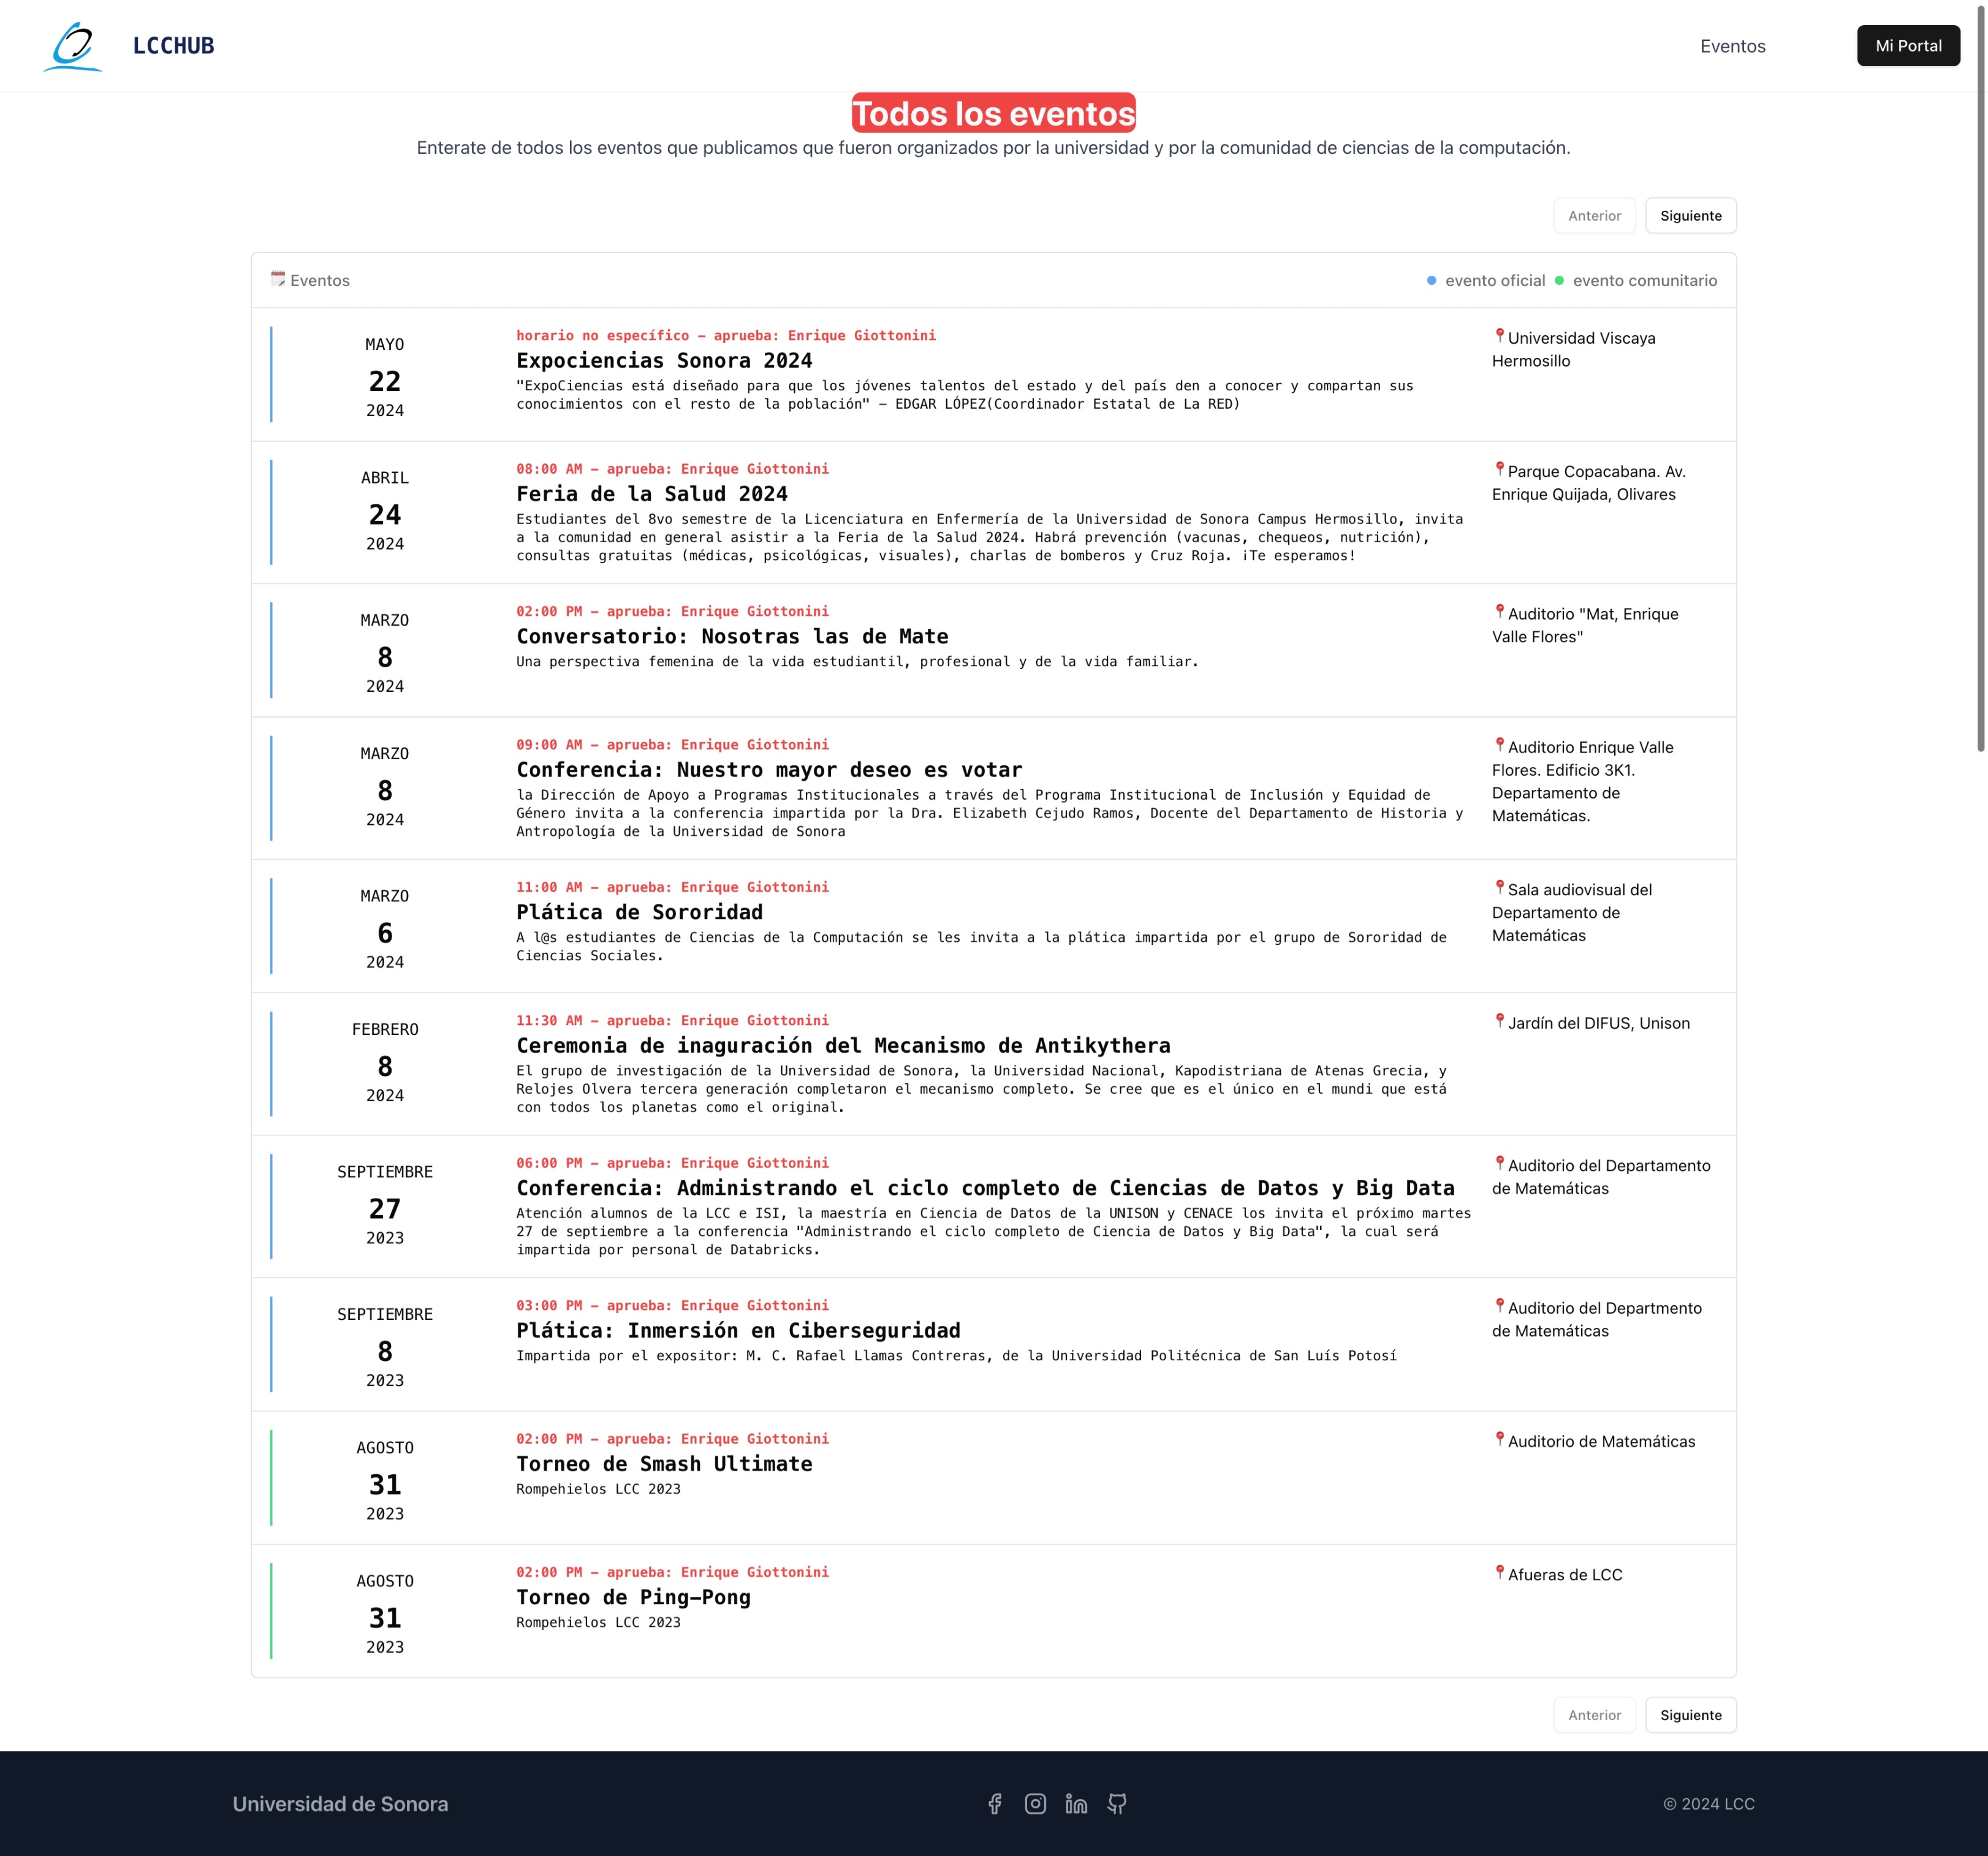 LCCHUB
Eventos
Mi Portal
Todos los eventos
Enterate de todos los eventos que publicamos que fueron organizados por la universidad y por la comunidad de ciencias de la computación.
Anterior
Siguiente
Eventos
evento oficial
evento comunitario
MAYO
22
2024
horario no específico – aprueba: Enrique Giottonini
Expociencias Sonora 2024
"ExpoCiencias está diseñado para que los jóvenes talentos del estado y del país den a conocer y compartan sus
conocimientos con el resto de la población" – EDGAR LÓPEZ(Coordinador Estatal de La RED)
Universidad Viscaya
Hermosillo
ABRIL
24
2024
08:00 AM – aprueba: Enrique Giottonini
Feria de la Salud 2024
Estudiantes del 8vo semestre de la Licenciatura en Enfermería de la Universidad de Sonora Campus Hermosillo, invita
a la comunidad en general asistir a la Feria de la Salud 2024. Habrá prevención (vacunas, chequeos, nutrición),
consultas gratuitas (médicas, psicológicas, visuales), charlas de bomberos y Cruz Roja. ¡Te esperamos!
Parque Copacabana. Av.
Enrique Quijada, Olivares
MARZO
8
2024
02:00 PM – aprueba: Enrique Giottonini
Conversatorio: Nosotras las de Mate
Una perspectiva femenina de la vida estudiantil, profesional y de la vida familiar.
Auditorio "Mat, Enrique
Valle Flores"
MARZO
8
2024
09:00 AM – aprueba: Enrique Giottonini
Conferencia: Nuestro mayor deseo es votar
la Dirección de Apoyo a Programas Institucionales a través del Programa Institucional de Inclusión y Equidad de
Género invita a la conferencia impartida por la Dra. Elizabeth Cejudo Ramos, Docente del Departamento de Historia y
Antropología de la Universidad de Sonora
Auditorio Enrique Valle
Flores. Edificio 3K1.
Departamento de
Matemáticas.
MARZO
6
2024
11:00 AM – aprueba: Enrique Giottonini
Plática de Sororidad
A l@s estudiantes de Ciencias de la Computación se les invita a la plática impartida por el grupo de Sororidad de
Ciencias Sociales.
Sala audiovisual del
Departamento de
Matemáticas
FEBRERO
8
2024
11:30 AM – aprueba: Enrique Giottonini
Ceremonia de inaguración del Mecanismo de Antikythera
El grupo de investigación de la Universidad de Sonora, la Universidad Nacional, Kapodistriana de Atenas Grecia, y
Relojes Olvera tercera generación completaron el mecanismo completo. Se cree que es el único en el mundi que está
con todos los planetas como el original.
Jardín del DIFUS, Unison
SEPTIEMBRE
27
2023
06:00 PM – aprueba: Enrique Giottonini
Conferencia: Administrando el ciclo completo de Ciencias de Datos y Big Data
Atención alumnos de la LCC e ISI, la maestría en Ciencia de Datos de la UNISON y CENACE los invita el próximo martes
27 de septiembre a la conferencia "Administrando el ciclo completo de Ciencia de Datos y Big Data", la cual será
impartida por personal de Databricks.
Auditorio del Departamento
de Matemáticas
SEPTIEMBRE
8
2023
03:00 PM – aprueba: Enrique Giottonini
Plática: Inmersión en Ciberseguridad
Impartida por el expositor: M. C. Rafael Llamas Contreras, de la Universidad Politécnica de San Luís Potosí
Auditorio del Departmento
de Matemáticas
AGOSTO
31
2023
02:00 PM – aprueba: Enrique Giottonini
Torneo de Smash Ultimate
Rompehielos LCC 2023
Auditorio de Matemáticas
AGOSTO
31
2023
02:00 PM – aprueba: Enrique Giottonini
Torneo de Ping–Pong
Rompehielos LCC 2023
Afueras de LCC
Anterior
Siguiente
Universidad de Sonora
© 2024 LCC